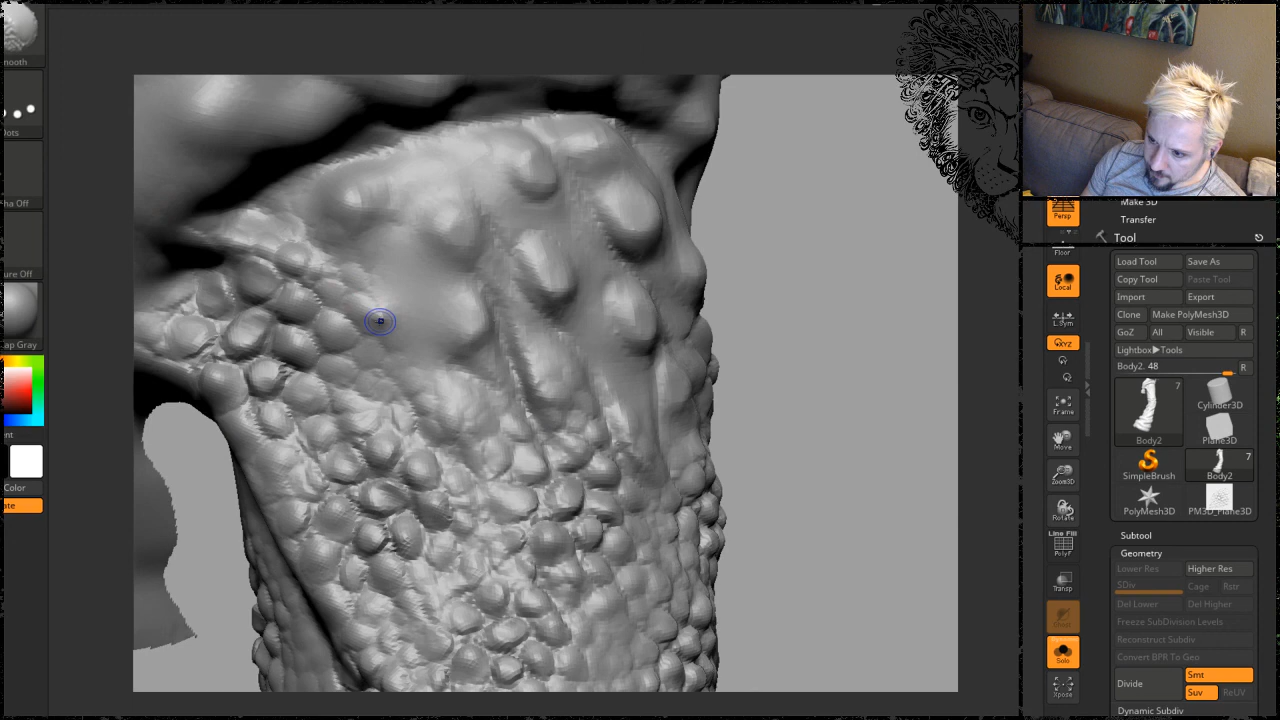 mooth
Dots
ha Off
ure Off
ap Gray
ent
Color
ate
Persp
Floor
Local
L.Sym
XYZ
Frame
Move
Zoom3D
Rotate
Line Fill
PolyF
Transp
Ghost
Dynamic
Solo
Xpose
Make 3D
Transfer
Tool
Load Tool Save As
Copy Tool Paste Tool
Import Export
Clone Make PolyMesh3D
GoZ All Visible R
Lightbox▶Tools
Body2. 48 R
7
Cylinder3D
Body2 Plane3D
7
SimpleBrush Body2
PolyMesh3D PM3D_Plane3D
Subtool
Geometry
Lower Res Higher Res
SDiv Cage Rstr
Del Lower Del Higher
Freeze SubDivision Levels
Reconstruct Subdiv
Convert BPR To Geo
Divide Smt
Suv ReUV
Dynamic Subdiv